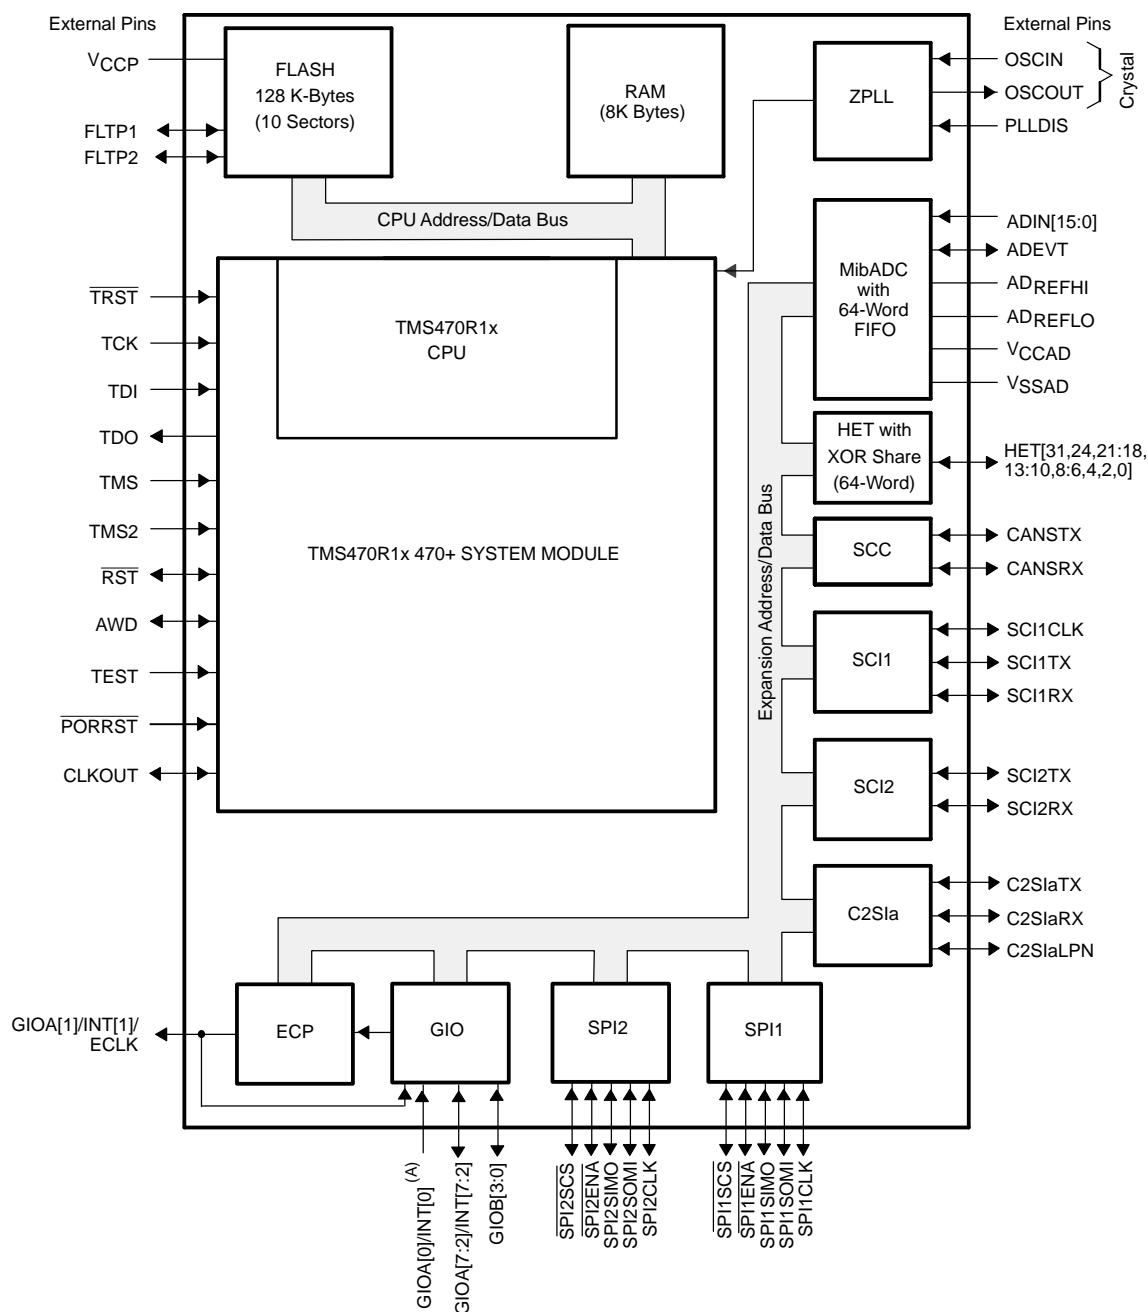 External Pins
External Pins
VCCP
FLASH
128 K-Bytes
(10 Sectors)
FLTP1
FLTP2
RAM
(8K Bytes)
ZPLL
OSCIN
OSCOUT
Crystal
PLLDIS
CPU Address/Data Bus
TRST
TCK
TDI
TDO
TMS
TMS2
RST
AWD
TEST
PORRST
CLKOUT
TMS470R1x
CPU
TMS470R1x 470+ SYSTEM MODULE
Expansion Address/Data Bus
MibADC
with
64-Word
FIFO
ADIN[15:0]
ADEVT
ADREFHI
ADREFLO
VCCAD
VSSAD
HET with
XOR Share
(64-Word)
HET[31,24,21:18,
13:10,8:6,4,2,0]
SCC
CANSTX
CANSRX
SCI1
SCI1CLK
SCI1TX
SCI1RX
SCI2
SCI2TX
SCI2RX
C2SIa
C2SIaTX
C2SIaRX
C2SIaLPN
GIOA[1]/INT[1]/
ECLK
ECP
GIO
SPI2
SPI1
GIOA[0]/INT[0] (A)
GIOA[7:2]/INT[7:2]
GIOB[3:0]
SPI2SCS
SPI2ENA
SPI2SIMO
SPI2SOMI
SPI2CLK
SPI1SCS
SPI1ENA
SPI1SIMO
SPI1SOMI
SPI1CLK